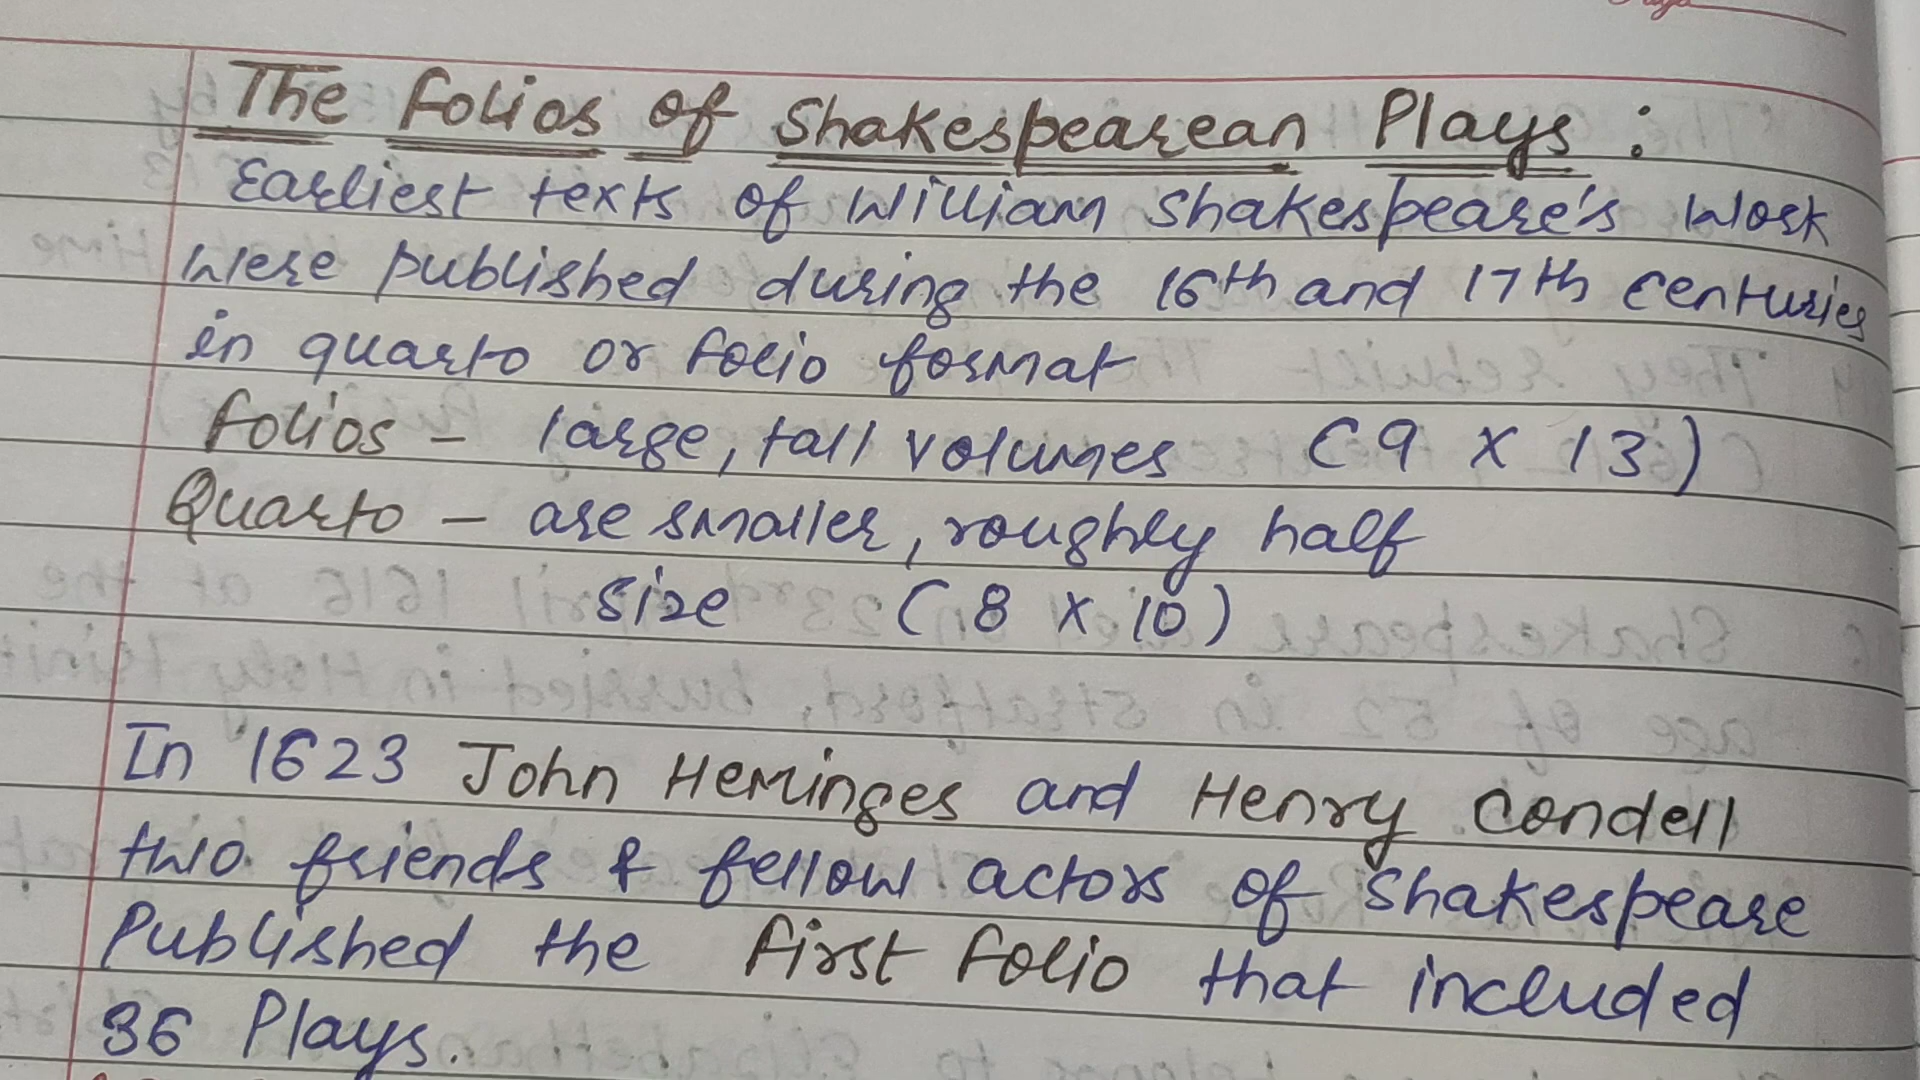 The Folios of Shakespearean Plays :
Earliest texts of William Shakespeare's work
were published during the 16th and 17th centuries
in quarto or folio format
Folios - large, tall volumes (9 x 13)
Quarto - are smaller, roughly half
size (8 x 10)
In 1623 John Heminges and Henry Condell
two friends & fellow actors of Shakespeare
Published the First Folio that included
36 Plays.